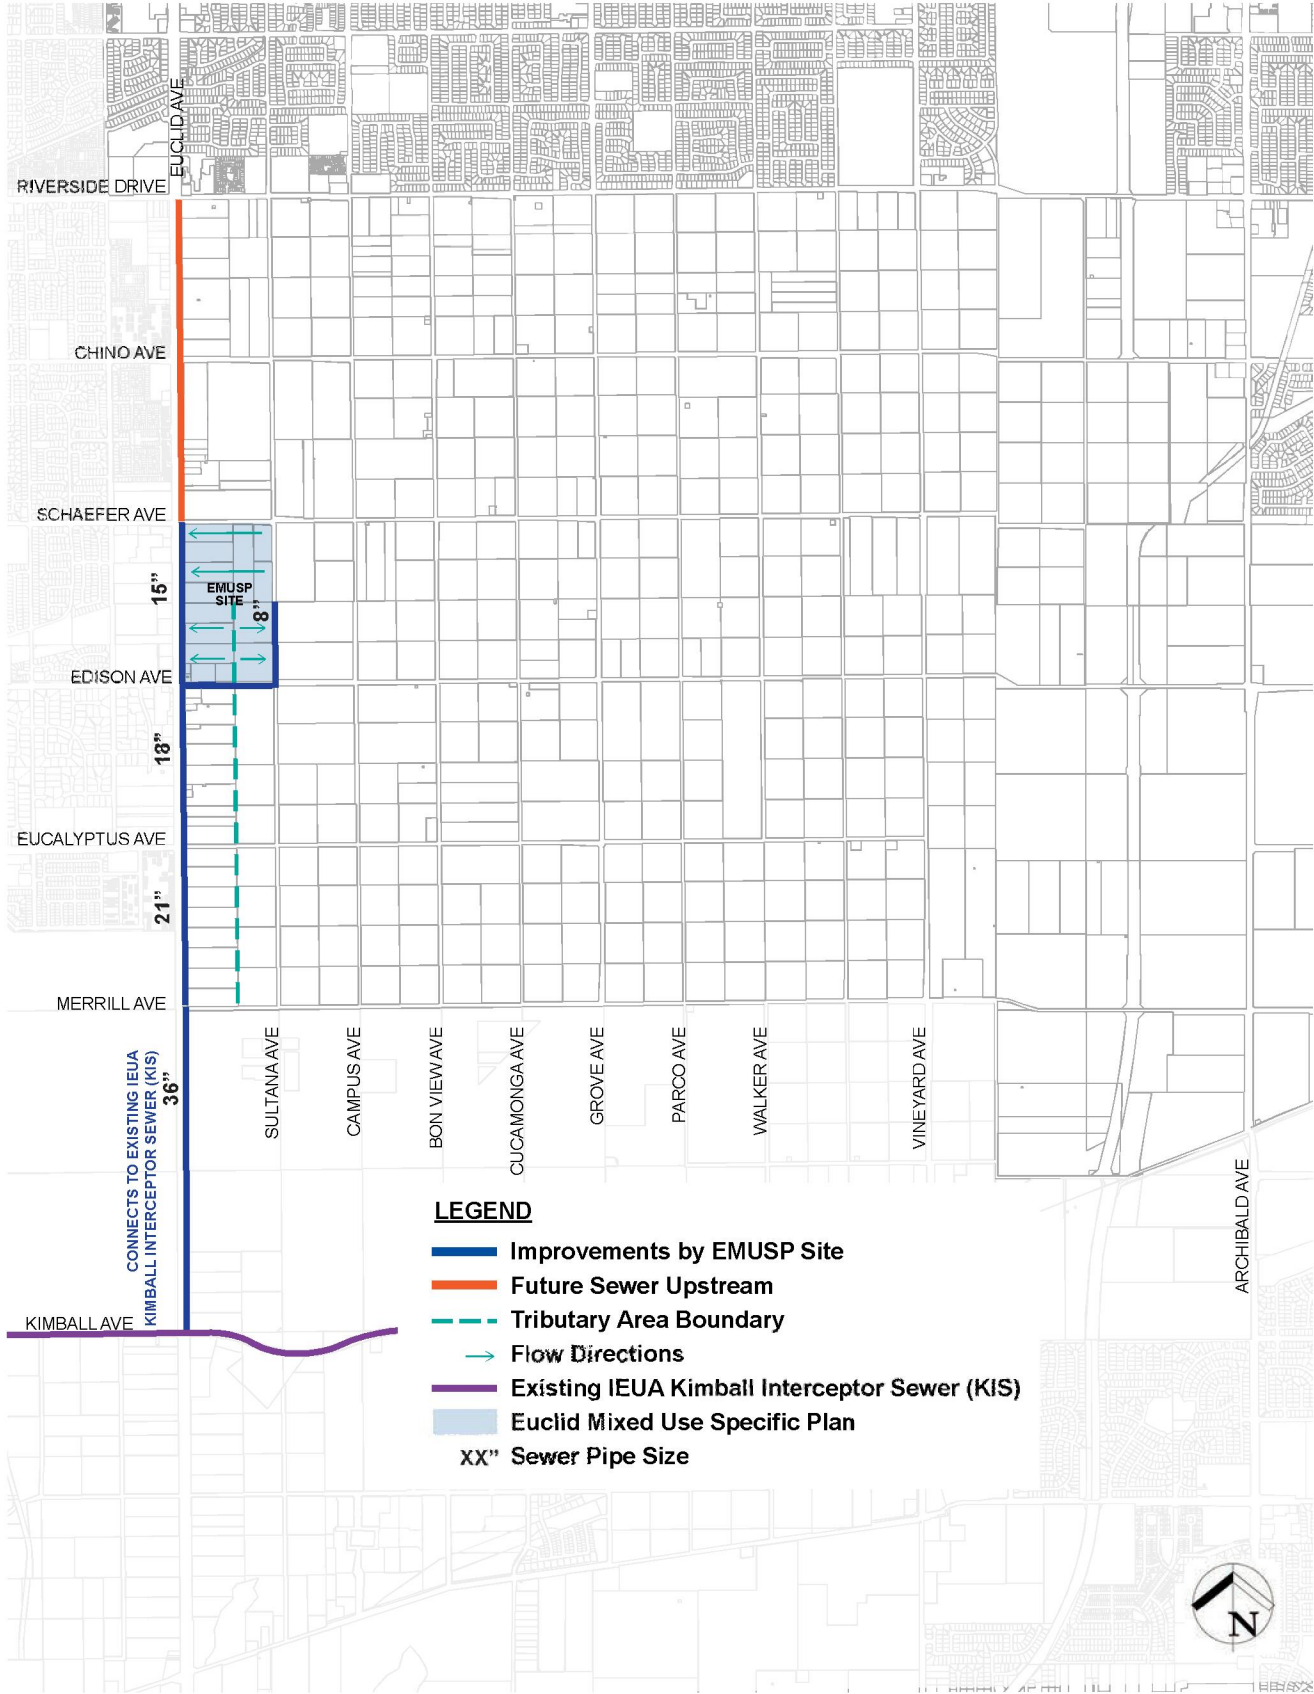 EUCLID AVE
RIVERSIDE DRIVE
CHINO AVE
SCHAEFER AVE
15"
EMUSP
SITE
8"
EDISON AVE
18"
EUCALYPTUS AVE
21"
MERRILL AVE
CONNECTS TO EXISTING IEUA
KIMBALL INTERCEPTOR SEWER (KIS)
36"
SULTANA AVE
CAMPUS AVE
BON VIEW AVE
CUCAMONGA AVE
GROVE AVE
PARCO AVE
WALKER AVE
VINEYARD AVE
ARCHIBALD AVE
KIMBALL AVE
LEGEND
Improvements by EMUSP Site
Future Sewer Upstream
Tributary Area Boundary
Flow Directions
Existing IEUA Kimball Interceptor Sewer (KIS)
Euclid Mixed Use Specific Plan
XX" Sewer Pipe Size
N